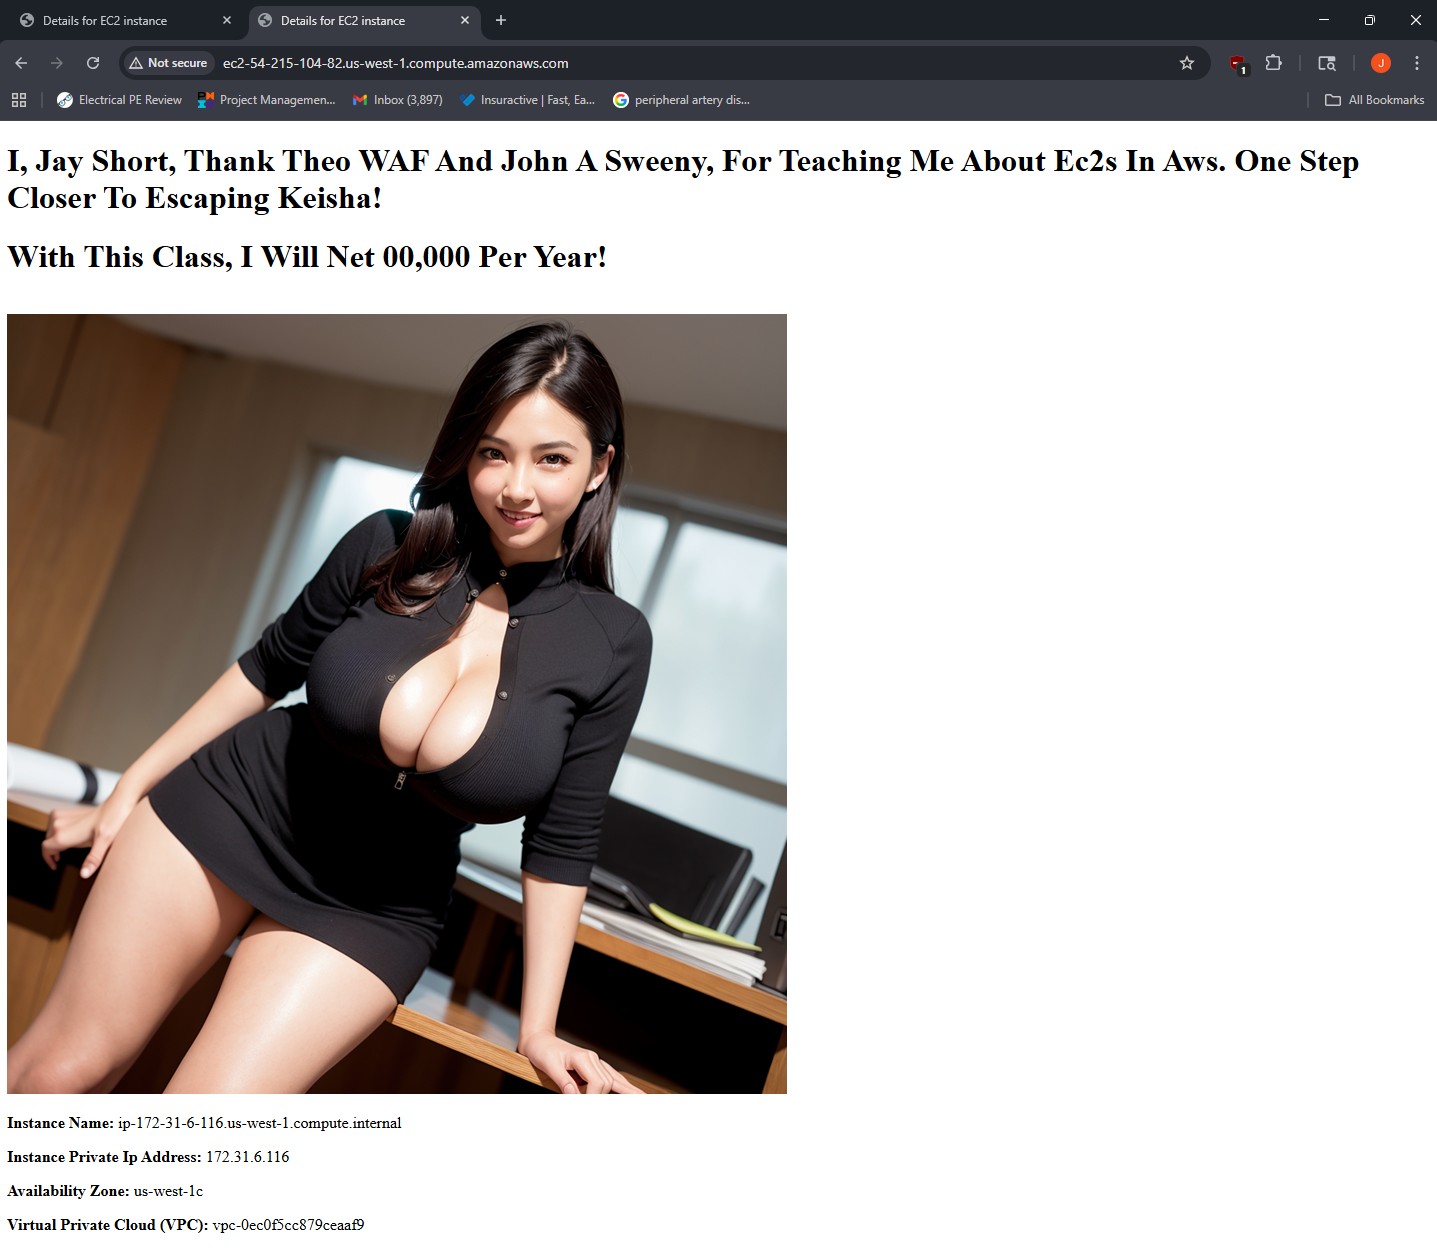 Details for EC2 instance
Details for EC2 instance
Not secure
ec2-54-215-104-82.us-west-1.compute.amazonaws.com
1
J
Electrical PE Review
Project Managemen...
Inbox (3,897)
Insuractive | Fast, Ea...
peripheral artery dis...
All Bookmarks
I, Jay Short, Thank Theo WAF And John A Sweeny, For Teaching Me About Ec2s In Aws. One Step
Closer To Escaping Keisha!
With This Class, I Will Net 00,000 Per Year!
Instance Name: ip-172-31-6-116.us-west-1.compute.internal
Instance Private Ip Address: 172.31.6.116
Availability Zone: us-west-1c
Virtual Private Cloud (VPC): vpc-0ec0f5cc879ceaaf9